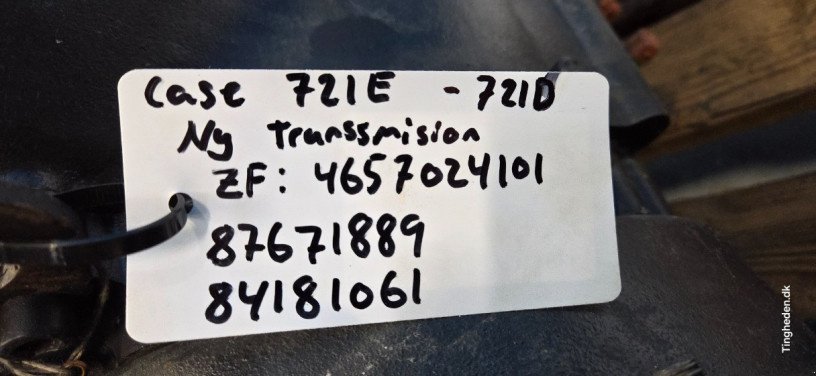 Case 721E - 721D
Ny transsmision
ZF: 4657024101
87671889
84181061
Tingheden.dk